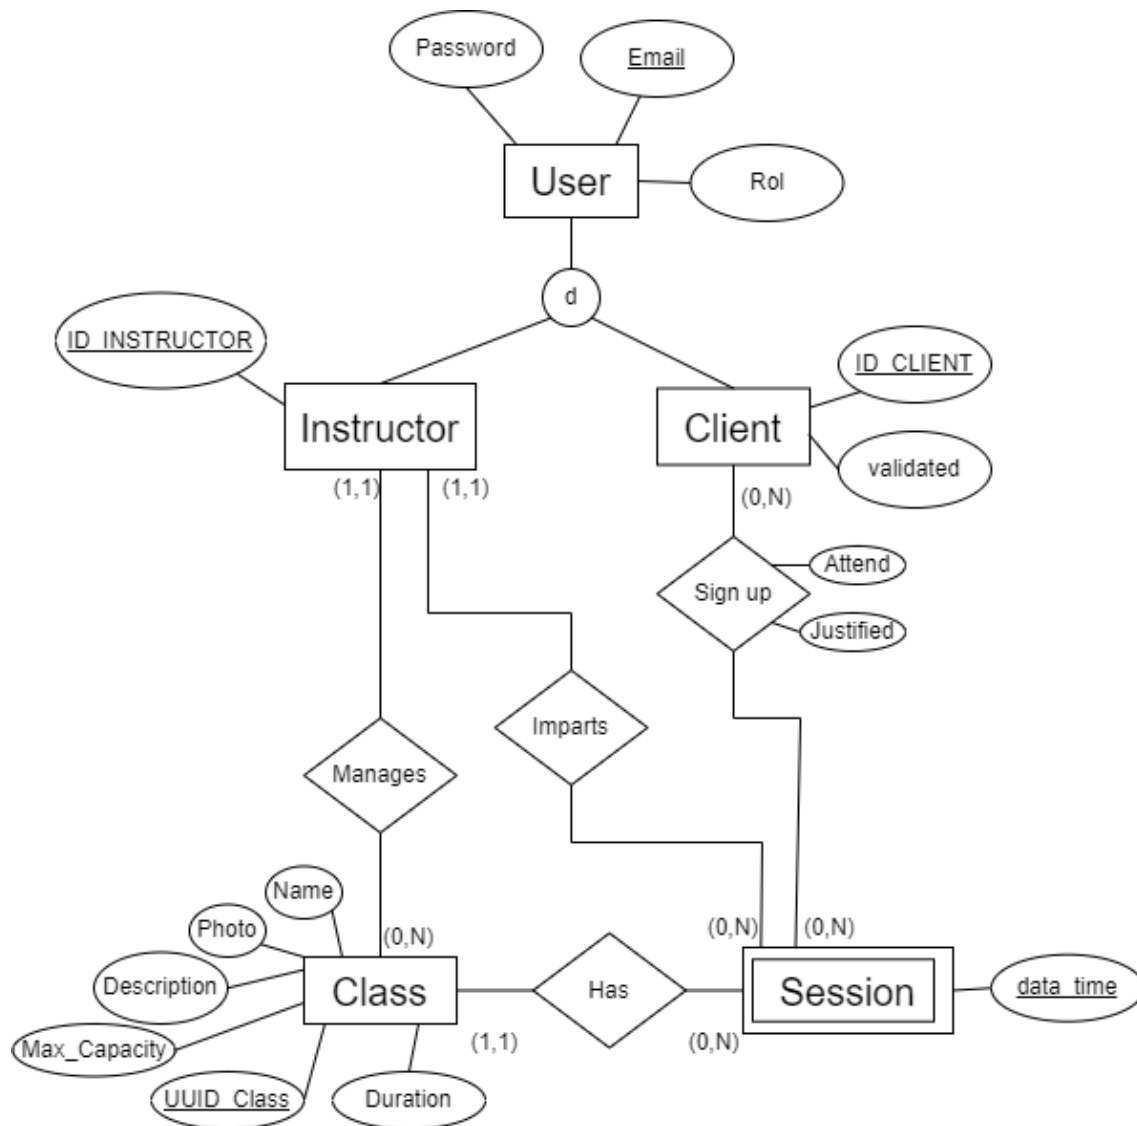 Password
Email
User
Rol
d
ID_INSTRUCTOR
ID_CLIENT
Instructor
Client
validated
(1,1)
(1,1)
(0,N)
Attend
Sign up
Justified
Imparts
Manages
Name
Photo
(0,N)
(0,N)
(0,N)
Description
Class
Has
Session
data_time
Max_Capacity
(1,1)
(0,N)
UUID_Class
Duration